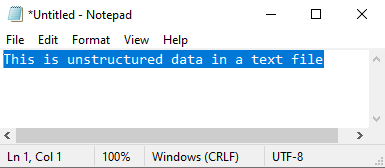 *Untitled - Notepad
File Edit Format View Help
This is unstructured data in a text file
Ln 1, Col 1 100% Windows (CRLF) UTF-8